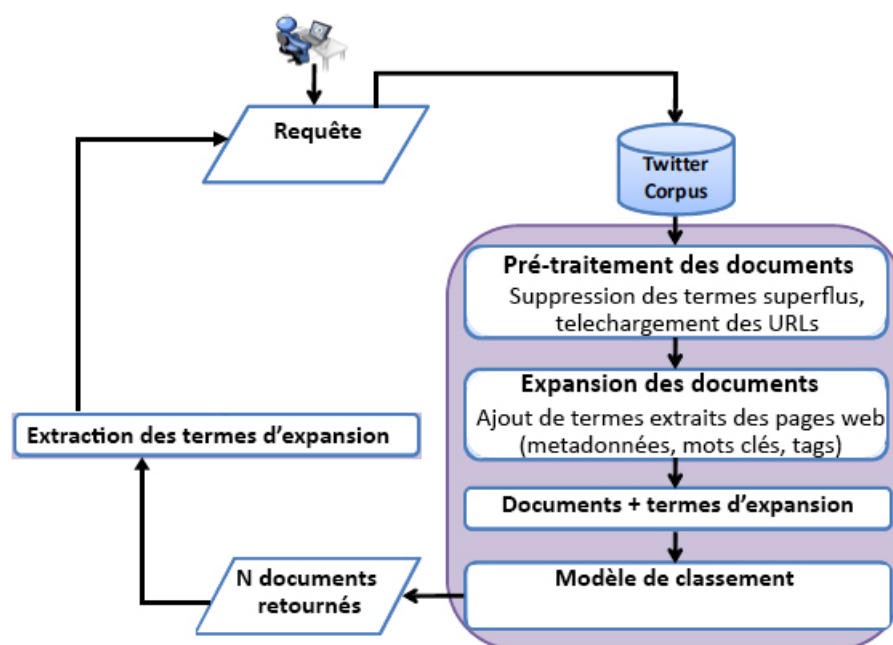 Requête
Twitter
Corpus
Pré-traitement des documents
Suppression des termes superflus,
telechargement des URLs
Expansion des documents
Ajout de termes extraits des pages web
(metadonnées, mots clés, tags)
Documents + termes d'expansion
Modèle de classement
N documents
retournés
Extraction des termes d'expansion